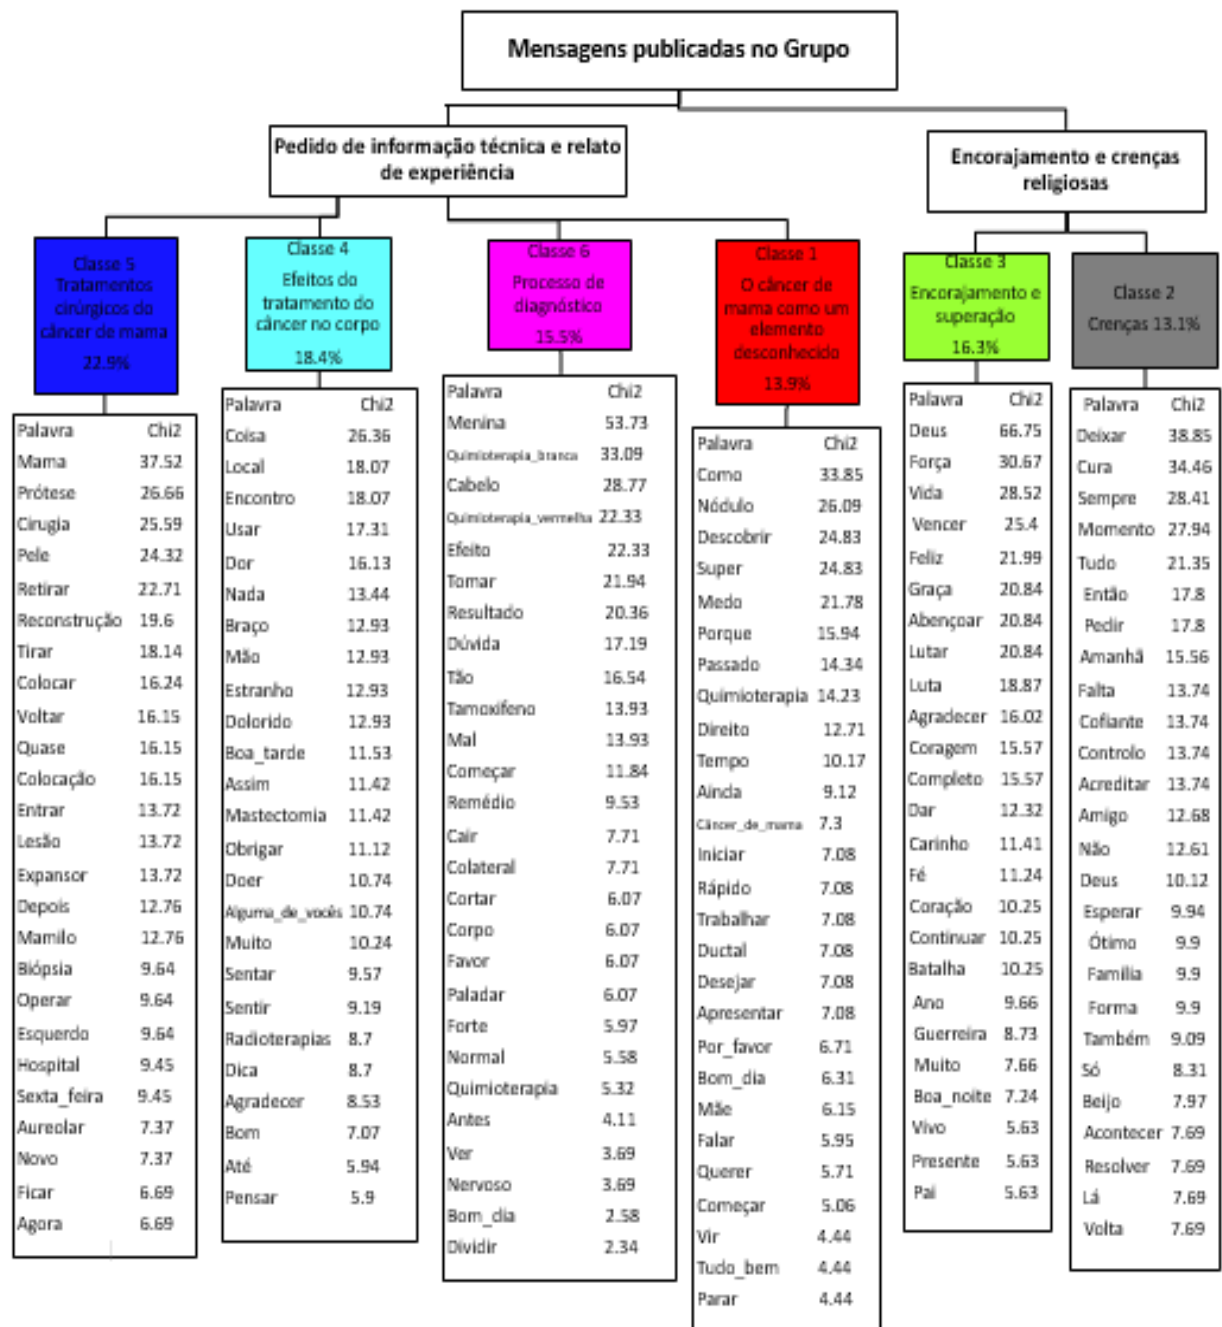 Mensagens publicadas no Grupo
Pedido de informação técnica e relato
de experiência
Encorajamento e crenças
religiosas
Classe 5
Tratamentos
cirúrgicos do
câncer de mama
22.9%
Palavra Chi2
Mama 37.52
Prótese 26.66
Cirugia 25.59
Pele 24.32
Retirar 22.71
Reconstrução 19.6
Tirar 18.14
Colocar 16.24
Voltar 16.15
Quase 16.15
Colocação 16.15
Entrar 13.72
Lesão 13.72
Expansor 13.72
Depois 12.76
Mamilo 12.76
Biópsia 9.64
Operar 9.64
Esquerdo 9.64
Hospital 9.45
Sexta_feira 9.45
Aureolar 7.37
Novo 7.37
Ficar 6.69
Agora 6.69
Classe 4
Efeitos do
tratamento do
câncer no corpo
18.4%
Palavra Chi2
Coisa 26.36
Local 18.07
Encontro 18.07
Usar 17.31
Dor 16.13
Nada 13.44
Braço 12.93
Mão 12.93
Estranho 12.93
Dolorido 12.93
Boa_tarde 11.53
Assim 11.42
Mastectomia 11.42
Obrigar 11.12
Doer 10.74
Alguma_de_vocês 10.74
Muito 10.24
Sentar 9.57
Sentir 9.19
Radioterapias 8.7
Dica 8.7
Agradecer 8.53
Bom 7.07
Até 5.94
Pensar 5.9
Classe 6
Processo de
diagnóstico
15.5%
Palavra Chi2
Menina 53.73
Quimioterapia_branca 33.09
Cabelo 28.77
Quimioterapia_vermelha 22.33
Efeito 22.33
Tomar 21.94
Resultado 20.36
Dúvida 17.19
Tão 16.54
Tamoxifeno 13.93
Mal 13.93
Começar 11.84
Remédio 9.53
Cair 7.71
Colateral 7.71
Cortar 6.07
Corpo 6.07
Favor 6.07
Paladar 6.07
Forte 5.97
Normal 5.58
Quimioterapia 5.32
Antes 4.11
Ver 3.69
Nervoso 3.69
Bom_dia 2.58
Dividir 2.34
Classe 1
O câncer de
mama como um
elemento
desconhecido
13.9%
Palavra Chi2
Como 33.85
Nódulo 26.09
Descobrir 24.83
Super 24.83
Medo 21.78
Porque 15.94
Passado 14.34
Quimioterapia 14.23
Direito 12.71
Tempo 10.17
Ainda 9.12
Câncer_de_mama 7.3
Iniciar 7.08
Rápido 7.08
Trabalhar 7.08
Ductal 7.08
Desejar 7.08
Apresentar 7.08
Por_favor 6.71
Bom_dia 6.31
Mãe 6.15
Falar 5.95
Querer 5.71
Começar 5.06
Vir 4.44
Tudo_bem 4.44
Parar 4.44
Classe 3
Encorajamento e
superação
16.3%
Palavra Chi2
Deus 66.75
Força 30.67
Vida 28.52
Vencer 25.4
Feliz 21.99
Graça 20.84
Abençoar 20.84
Lutar 20.84
Luta 18.87
Agradecer 16.02
Coragem 15.57
Completo 15.57
Dar 12.32
Carinho 11.41
Fé 11.24
Coração 10.25
Continuar 10.25
Batalha 10.25
Ano 9.66
Guerreira 8.73
Muito 7.66
Boa_noite 7.24
Vivo 5.63
Presente 5.63
Pai 5.63
Classe 2
Crenças 13.1%
Palavra Chi2
Deixar 38.85
Cura 34.46
Sempre 28.41
Momento 27.94
Tudo 21.35
Então 17.8
Pedir 17.8
Amanhã 15.56
Falta 13.74
Cofiante 13.74
Controlo 13.74
Acreditar 13.74
Amigo 12.68
Não 12.61
Deus 10.12
Esperar 9.94
Ótimo 9.9
Família 9.9
Forma 9.9
Também 9.09
Só 8.31
Beijo 7.97
Acontecer 7.69
Resolver 7.69
Lá 7.69
Volta 7.69